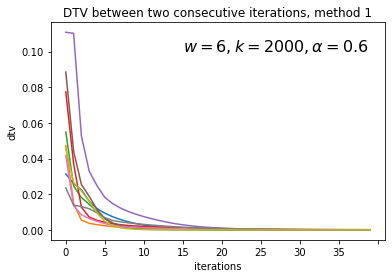 DTV between two consecutive iterations, method 1
w = 6, k = 2000, α = 0.6
dtv
0.10
0.08
0.06
0.04
0.02
0.00
0 5 10 15 20 25 30 35
iterations